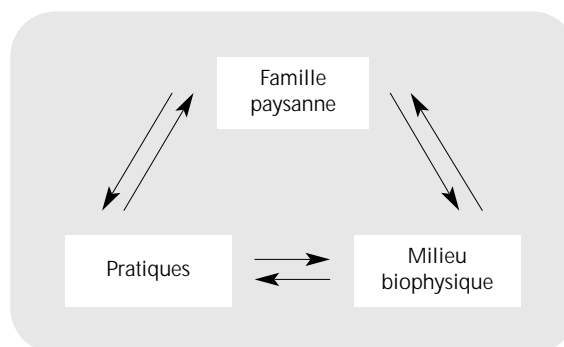 Famille
paysanne
Pratiques
Milieu
biophysique